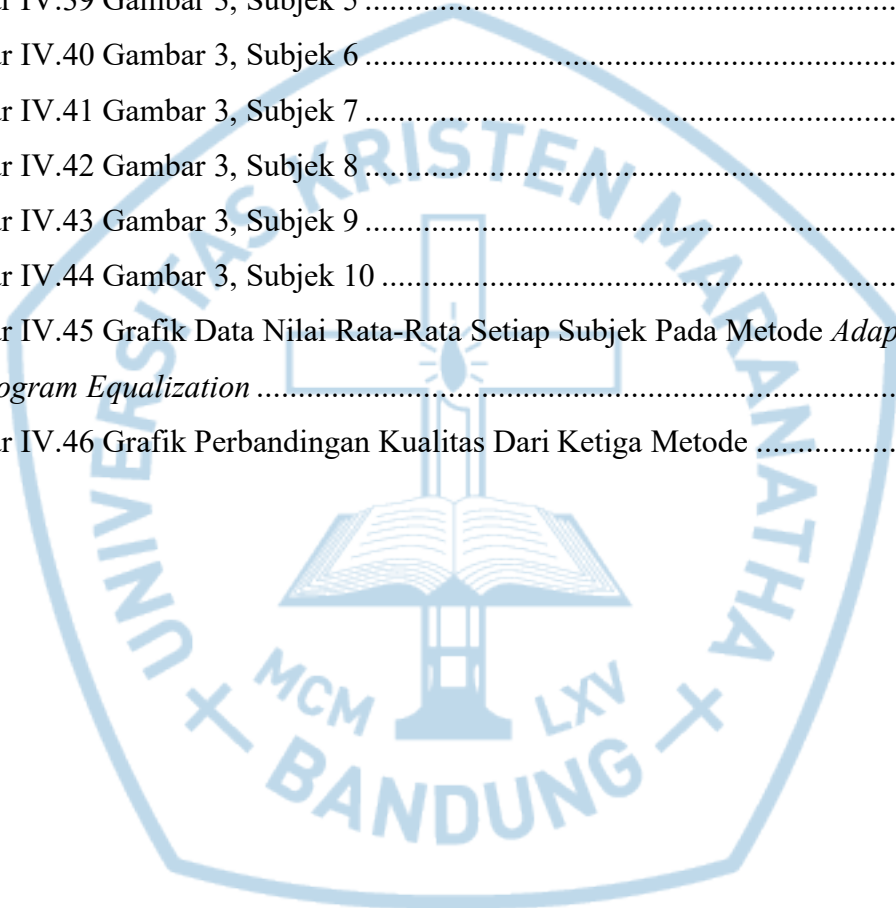 r IV.39 Gambar 3, Subjek 5 ........................................................................
r IV.40 Gambar 3, Subjek 6 ........................................................................
r IV.41 Gambar 3, Subjek 7 ........................................................................
r IV.42 Gambar 3, Subjek 8 ........................................................................
r IV.43 Gambar 3, Subjek 9 ........................................................................
r IV.44 Gambar 3, Subjek 10 ......................................................................
r IV.45 Grafik Data Nilai Rata-Rata Setiap Subjek Pada Metode Adap
ogram Equalization ......................................................................................
r IV.46 Grafik Perbandingan Kualitas Dari Ketiga Metode ...................
UNIVERSITAS KRISTEN MARANATHA
MCM LXV
BANDUNG